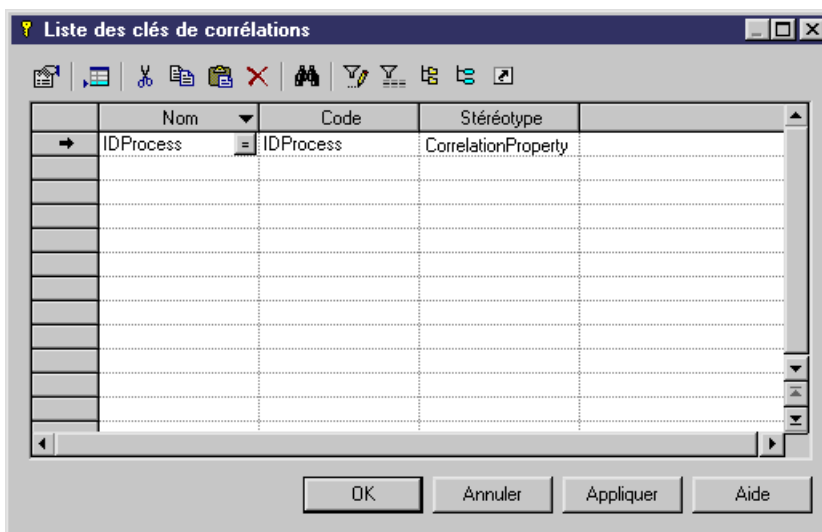 Liste des clés de corrélations
Nom Code Stéréotype
IDProcess = IDProcess CorrelationProperty
OK Annuler Appliquer Aide